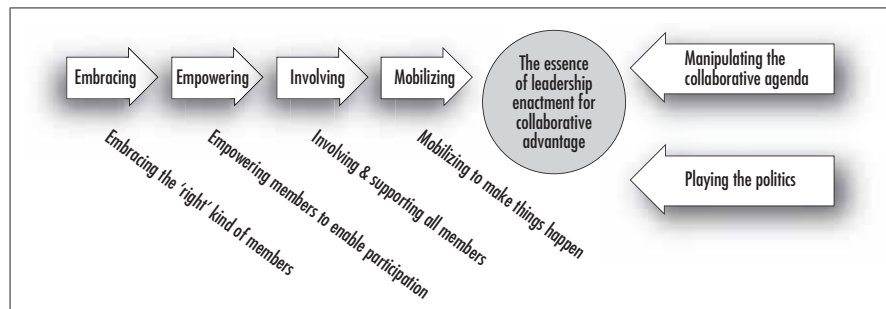 Embracing
Empowering
Involving
Mobilizing
The essence
of leadership
enactment for
collaborative
advantage
Manipulating the
collaborative agenda
Playing the politics
Embracing the ‘right’ kind of members
Empowering members to enable participation
Involving & supporting all members
Mobilizing to make things happen